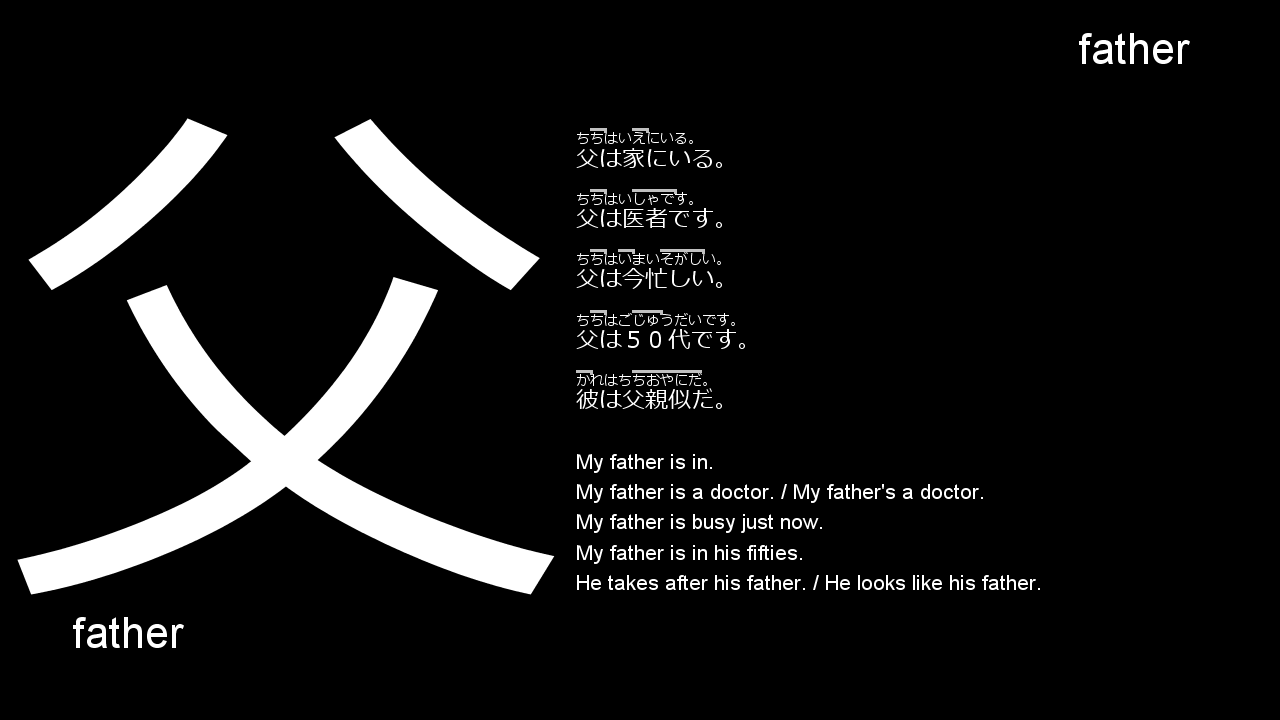 father
父
ちちはいえにいる。
父は家にいる。
ちちはいしゃです。
父は医者です。
ちちはいまいそがしい。
父は今忙しい。
ちちはごじゅうだいです。
父は５０代です。
かれはちちおやにだ。
彼は父親似だ。
My father is in.
My father is a doctor. / My father's a doctor.
My father is busy just now.
My father is in his fifties.
He takes after his father. / He looks like his father.
father